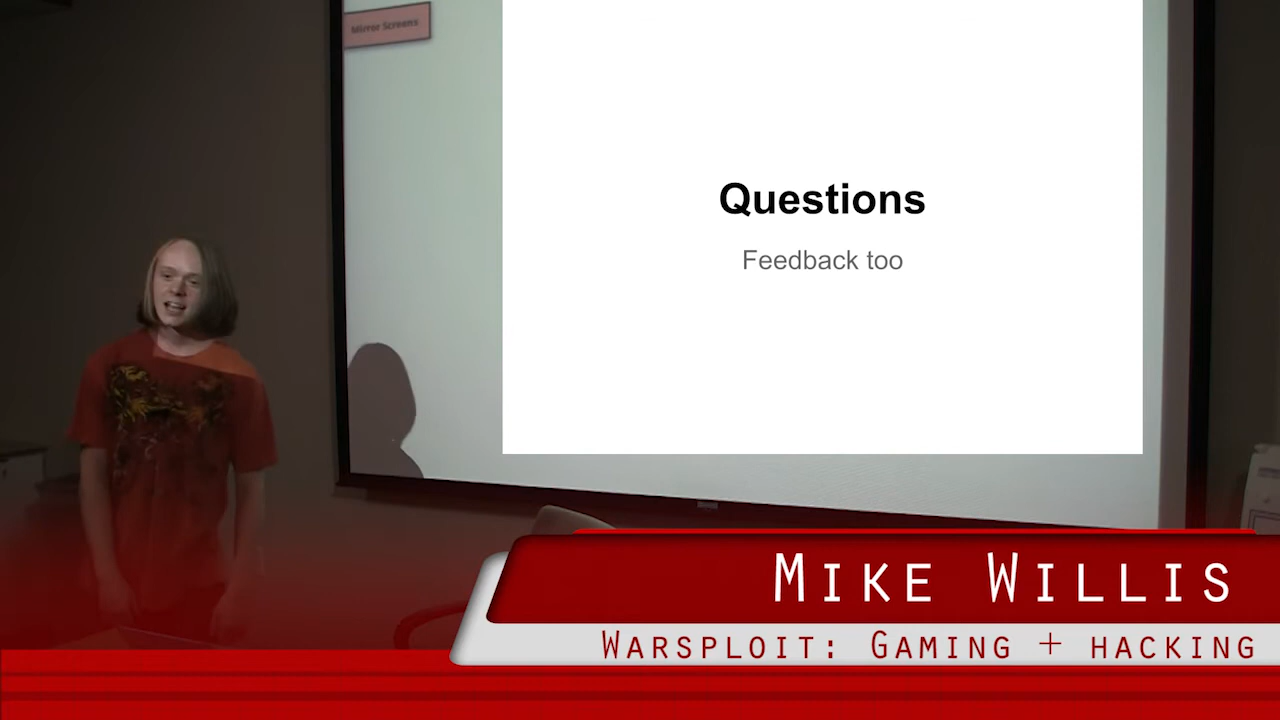 Mirror Screens
Questions
Feedback too
Mike Willis
Warsploit: Gaming + hacking